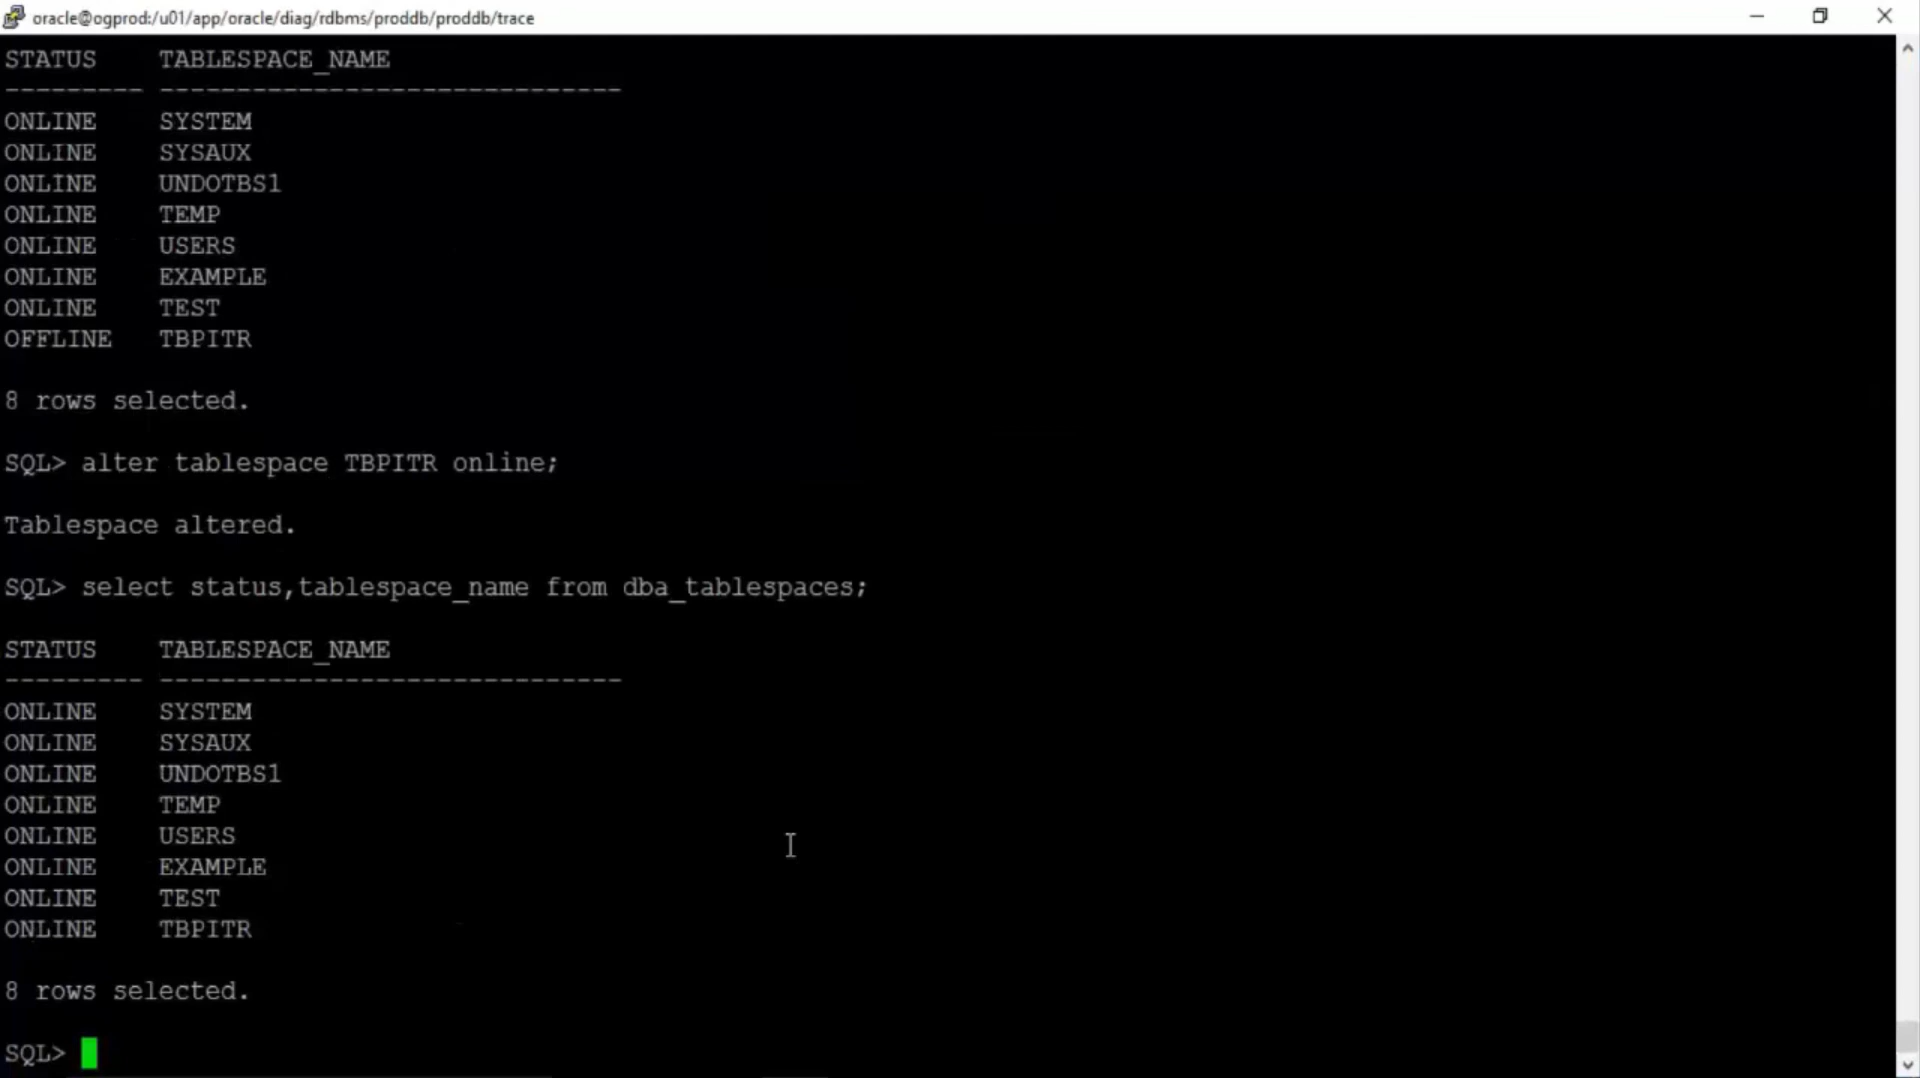 oracle@ogprod:/u01/app/oracle/diag/rdbms/proddb/proddb/trace
STATUS    TABLESPACE_NAME
--------- ------------------------------
ONLINE    SYSTEM
ONLINE    SYSAUX
ONLINE    UNDOTBS1
ONLINE    TEMP
ONLINE    USERS
ONLINE    EXAMPLE
ONLINE    TEST
OFFLINE   TBPITR
8 rows selected.
SQL> alter tablespace TBPITR online;
Tablespace altered.
SQL> select status,tablespace_name from dba_tablespaces;
STATUS    TABLESPACE_NAME
--------- ------------------------------
ONLINE    SYSTEM
ONLINE    SYSAUX
ONLINE    UNDOTBS1
ONLINE    TEMP
ONLINE    USERS
ONLINE    EXAMPLE
ONLINE    TEST
ONLINE    TBPITR
8 rows selected.
SQL>